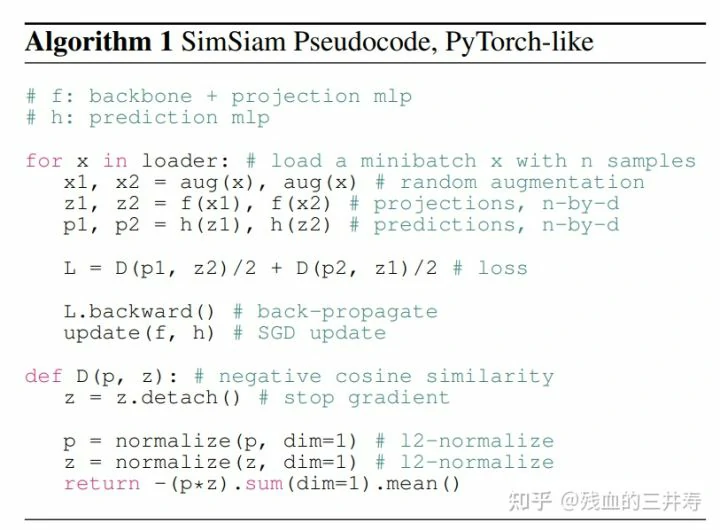 Algorithm 1 SimSiam Pseudocode, PyTorch-like
# f: backbone + projection mlp
# h: prediction mlp
for x in loader: # load a minibatch x with n samples
x1, x2 = aug(x), aug(x) # random augmentation
z1, z2 = f(x1), f(x2) # projections, n-by-d
p1, p2 = h(z1), h(z2) # predictions, n-by-d
L = D(p1, z2)/2 + D(p2, z1)/2 # loss
L.backward() # back-propagate
update(f, h) # SGD update
def D(p, z): # negative cosine similarity
z = z.detach() # stop gradient
p = normalize(p, dim=1) # l2-normalize
z = normalize(z, dim=1) # l2-normalize
return -(p*z).sum(dim=1).mean()
知乎 @残血的三井寿